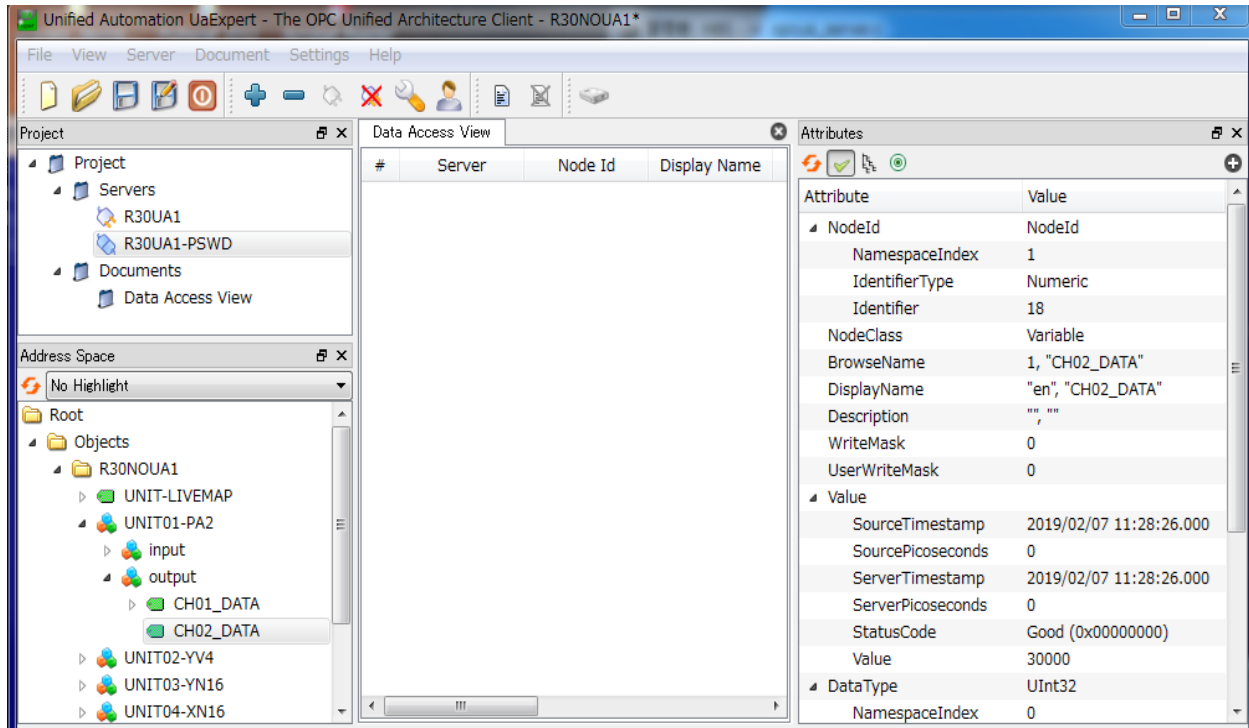 Unified Automation UaExpert - The OPC Unified Architecture Client - R30NOUA1*
File View Server Document Settings Help
Project
Project
Servers
R30UA1
R30UA1-PSWD
Documents
Data Access View
Address Space
No Highlight
Root
Objects
R30NOUA1
UNIT-LIVEMAP
UNIT01-PA2
input
output
CH01_DATA
CH02_DATA
UNIT02-YV4
UNIT03-YN16
UNIT04-XN16
Data Access View
# Server Node Id Display Name
Attributes
Attribute Value
NodeId NodeId
NamespaceIndex 1
IdentifierType Numeric
Identifier 18
NodeClass Variable
BrowseName 1, "CH02_DATA"
DisplayName "en", "CH02_DATA"
Description "", ""
WriteMask 0
UserWriteMask 0
Value
SourceTimestamp 2019/02/07 11:28:26.000
SourcePicoseconds 0
ServerTimestamp 2019/02/07 11:28:26.000
ServerPicoseconds 0
StatusCode Good (0x00000000)
Value 30000
DataType UInt32
NamespaceIndex 0